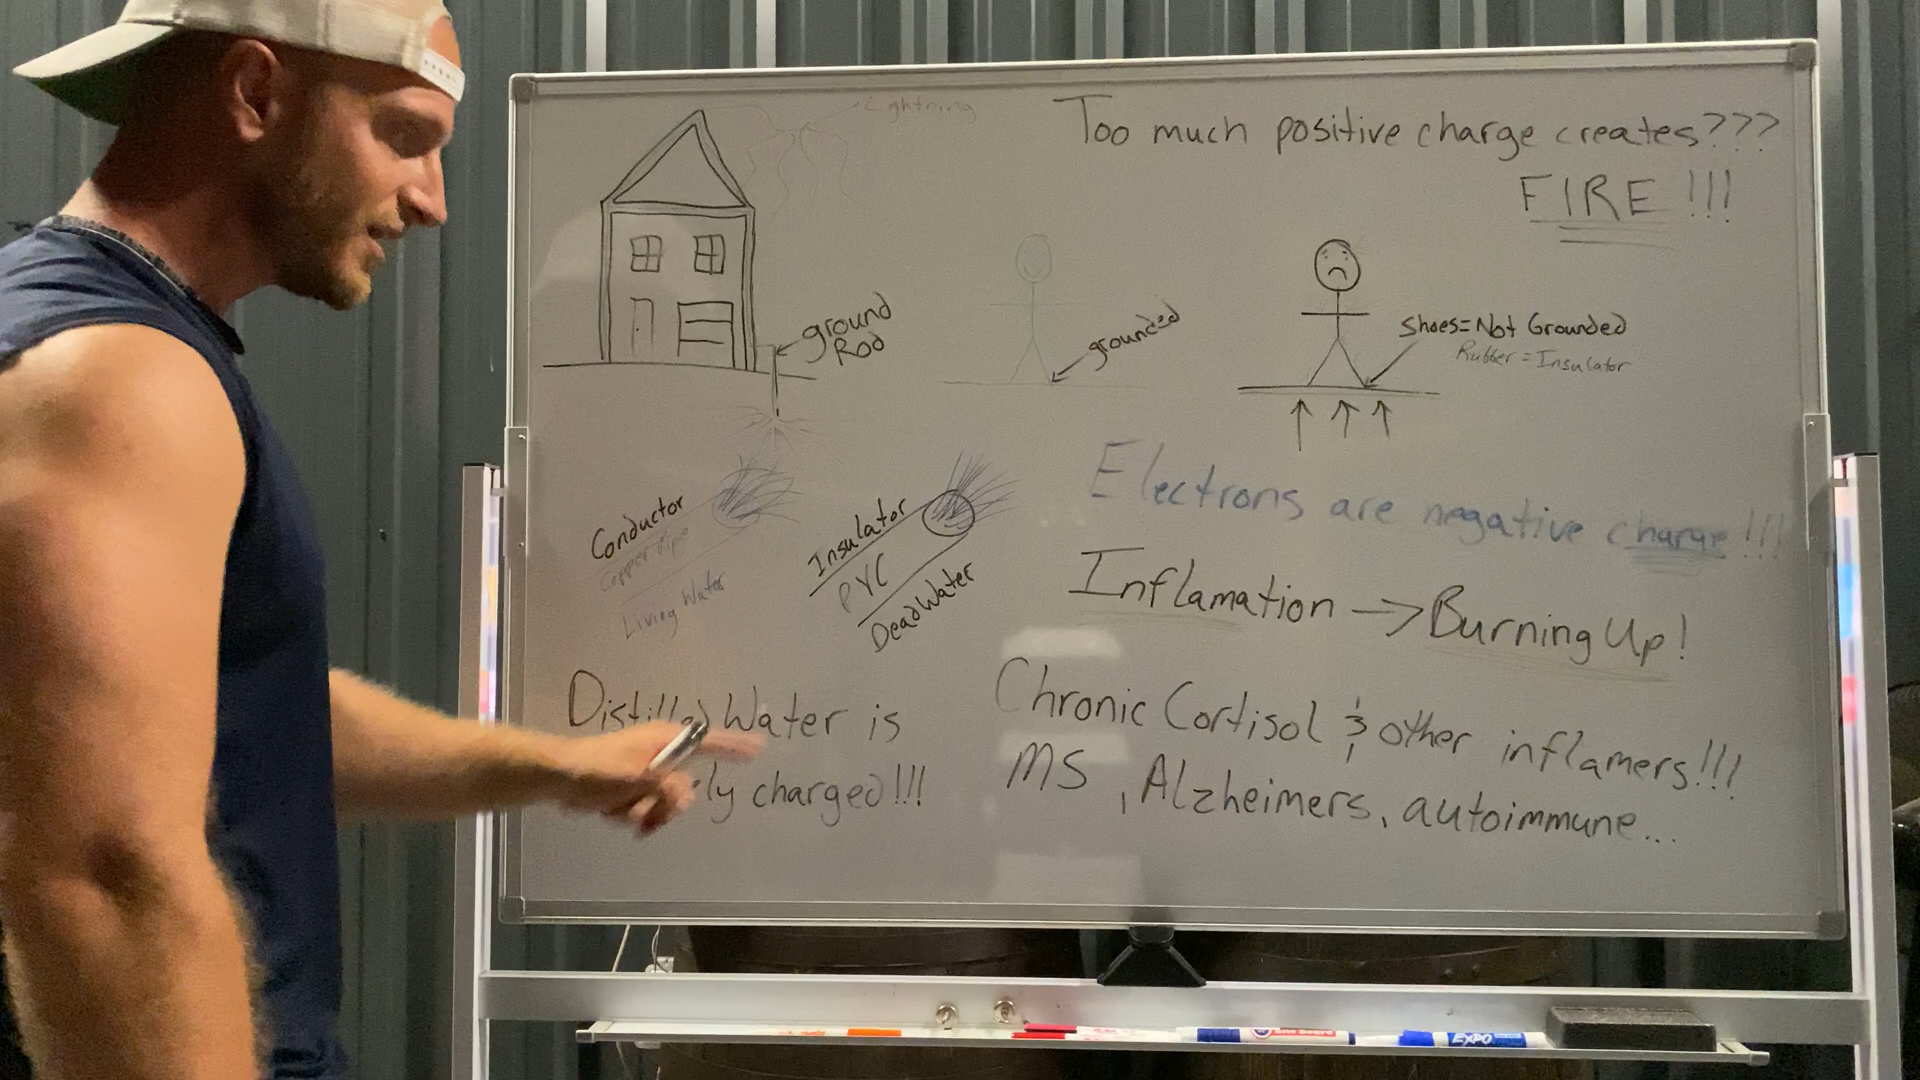 Lightning
Too much positive charge creates???
FIRE!!!
ground
Rod
grounded
Shoes=Not Grounded
Rubber = Insulator
Conductor
Copper Pipe
Living Water
Insulator
PVC
Dead Water
Electrons are negative charge!!!
Inflamation → Burning Up!
Distilled Water is
ly charged!!!
Chronic Cortisol & other inflamers!!!
MS, Alzheimers, autoimmune...
EXPO